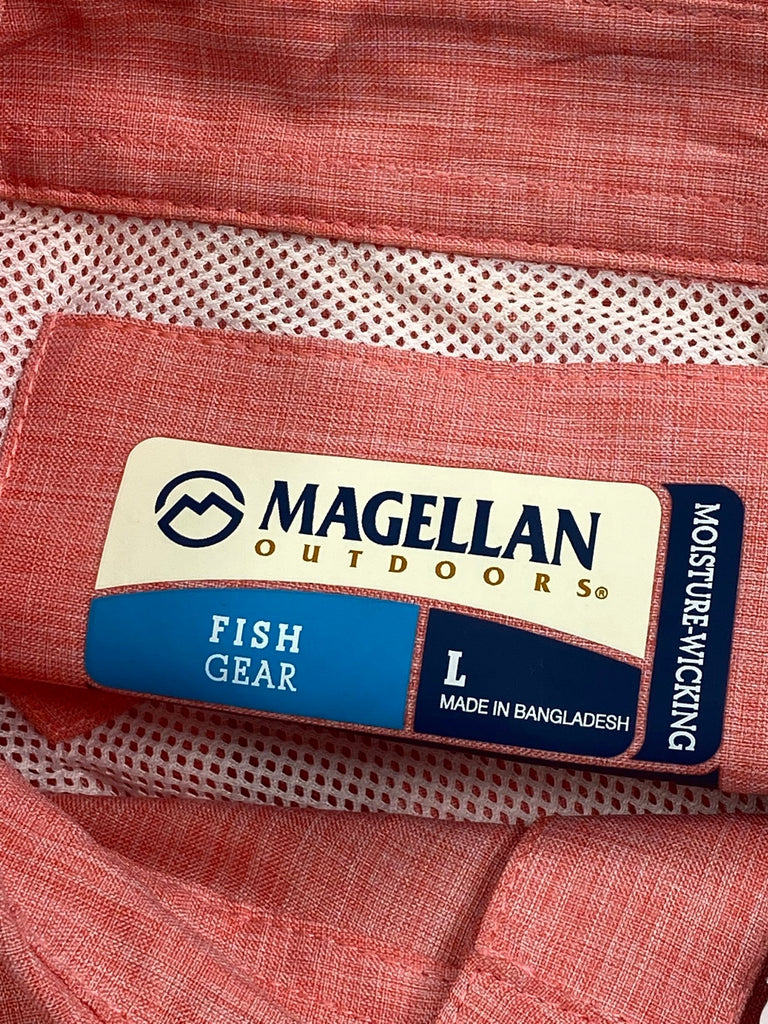 MAGELLAN
OUTDOORS®
FISH
GEAR
L
MADE IN BANGLADESH
MOISTURE-WICKING